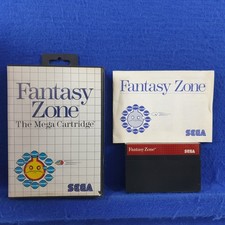 Fantasy
Zone
The Mega Cartridge
SEGA
Fantasy Zone
SEGA
Fantasy Zone
SEGA